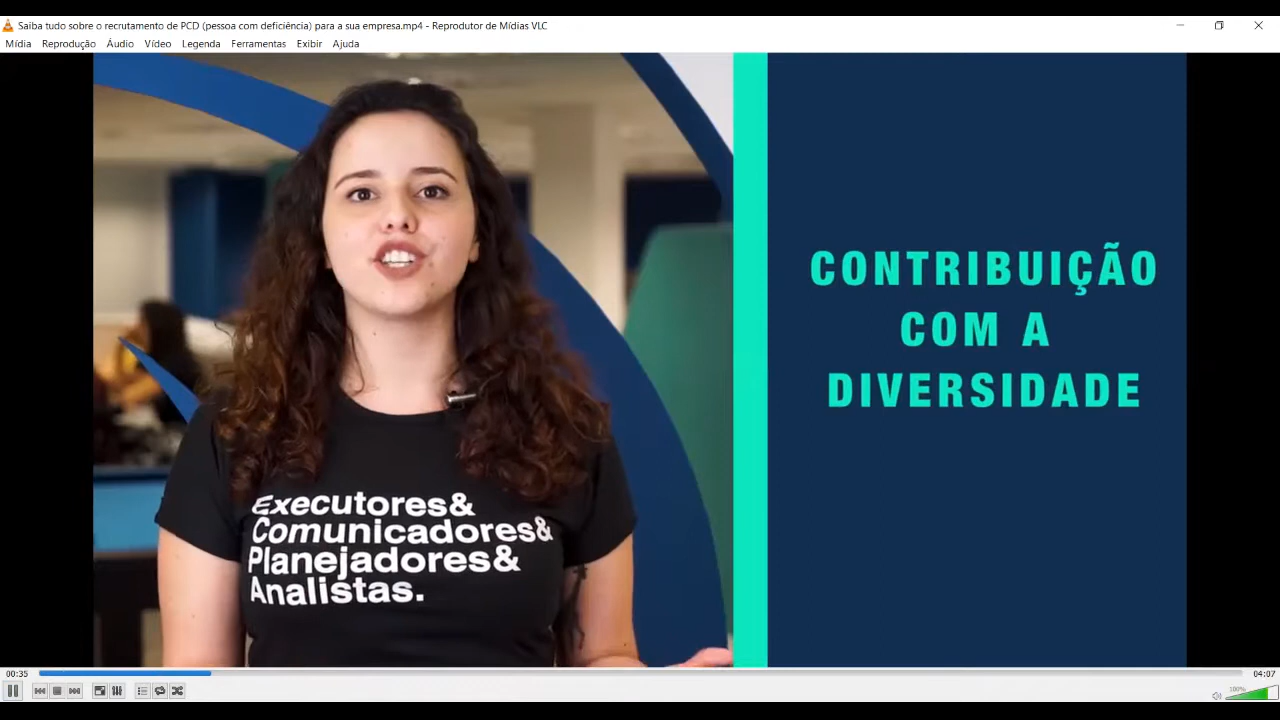 Saiba tudo sobre o recrutamento de PCD (pessoa com deficiência) para a sua empresa.mp4 - Reprodutor de Mídias VLC
Mídia Reprodução Áudio Vídeo Legenda Ferramentas Exibir Ajuda
CONTRIBUIÇÃO
COM A
DIVERSIDADE
Executores&
Comunicadores&
Planejadores&
Analistas.
00:35 04:07
100%